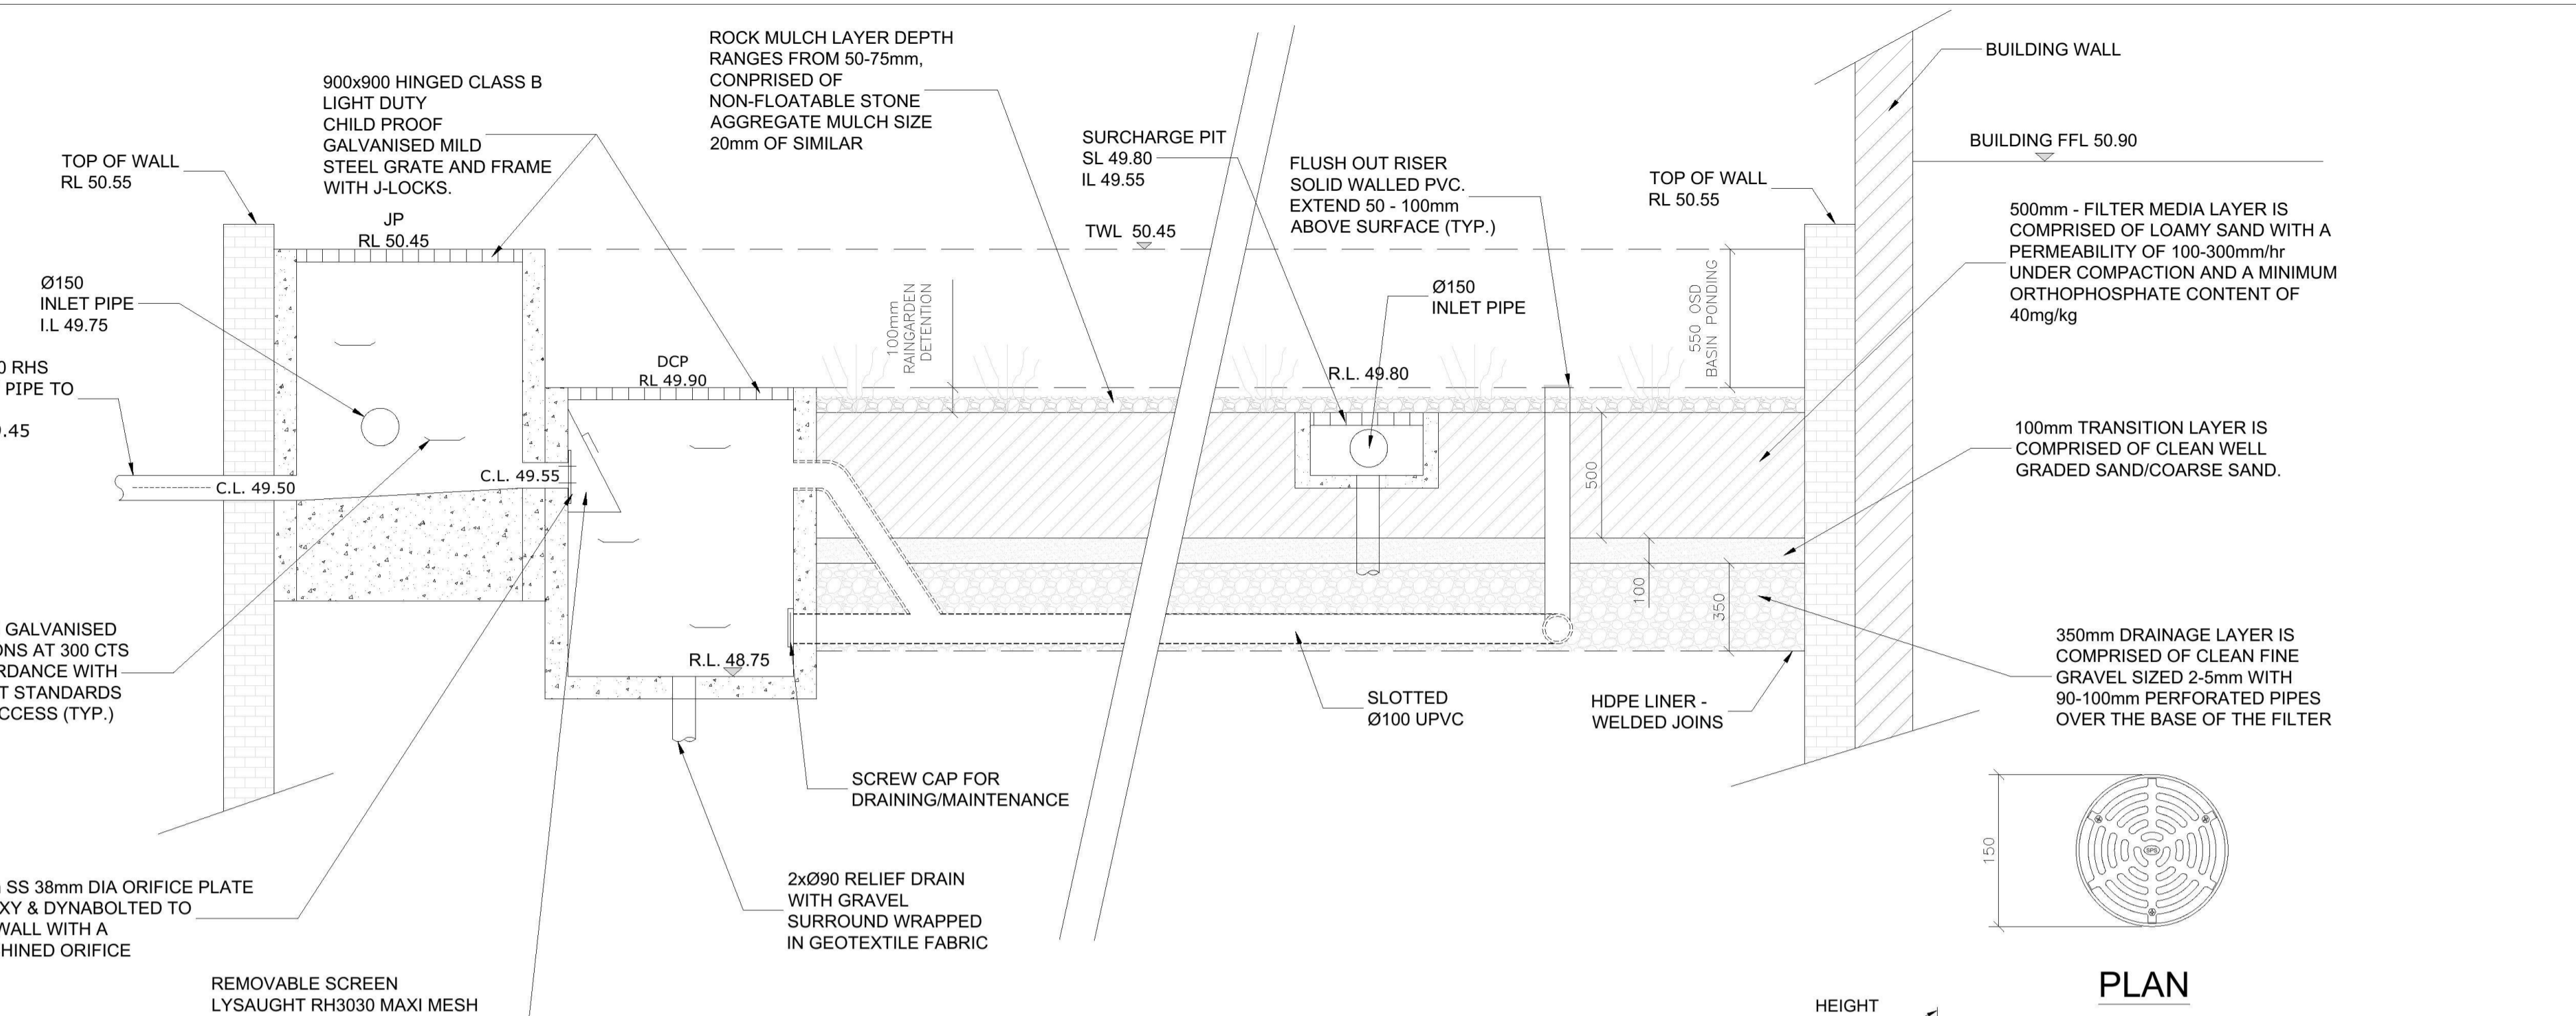 ROCK MULCH LAYER DEPTH
RANGES FROM 50-75mm,
CONPRISED OF
NON-FLOATABLE STONE
AGGREGATE MULCH SIZE
20mm OF SIMILAR
900x900 HINGED CLASS B
LIGHT DUTY
CHILD PROOF
GALVANISED MILD
STEEL GRATE AND FRAME
WITH J-LOCKS.
TOP OF WALL
RL 50.55
JP
RL 50.45
Ø150
INLET PIPE
I.L 49.75
0 RHS
PIPE TO
.45
C.L. 49.50
C.L. 49.55
DCP
RL 49.90
100mm
RAINGARDEN
DETENTION
SURCHARGE PIT
SL 49.80
IL 49.55
TWL 50.45
FLUSH OUT RISER
SOLID WALLED PVC.
EXTEND 50 - 100mm
ABOVE SURFACE (TYP.)
Ø150
INLET PIPE
R.L. 49.80
550 OSD
BASIN PONDING
TOP OF WALL
RL 50.55
BUILDING WALL
BUILDING FFL 50.90
500mm - FILTER MEDIA LAYER IS
COMPRISED OF LOAMY SAND WITH A
PERMEABILITY OF 100-300mm/hr
UNDER COMPACTION AND A MINIMUM
ORTHOPHOSPHATE CONTENT OF
40mg/kg
100mm TRANSITION LAYER IS
COMPRISED OF CLEAN WELL
GRADED SAND/COARSE SAND.
500
100
350
350mm DRAINAGE LAYER IS
COMPRISED OF CLEAN FINE
GRAVEL SIZED 2-5mm WITH
90-100mm PERFORATED PIPES
OVER THE BASE OF THE FILTER
HDPE LINER -
WELDED JOINS
SLOTTED
Ø100 UPVC
R.L. 48.75
GALVANISED
ONS AT 300 CTS
RDANCE WITH
T STANDARDS
CCESS (TYP.)
SCREW CAP FOR
DRAINING/MAINTENANCE
2xØ90 RELIEF DRAIN
WITH GRAVEL
SURROUND WRAPPED
IN GEOTEXTILE FABRIC
SS 38mm DIA ORIFICE PLATE
XY & DYNABOLTED TO
WALL WITH A
HINED ORIFICE
REMOVABLE SCREEN
LYSAUGHT RH3030 MAXI MESH
150
SPS
PLAN
HEIGHT